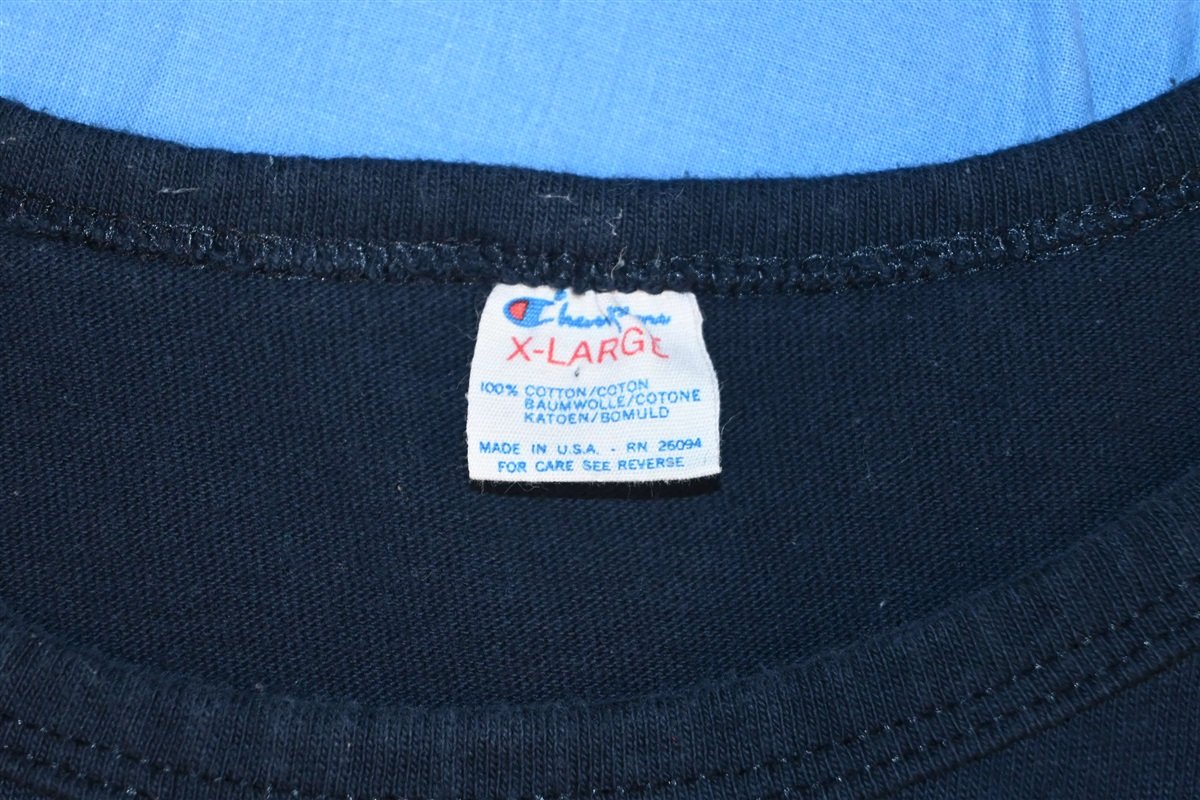 Champion
X-LARGE
100% COTTON/COTON
BAUMWOLLE/COTONE
KATOEN/BOMULD
MADE IN U.S.A. - RN 26094
FOR CARE SEE REVERSE